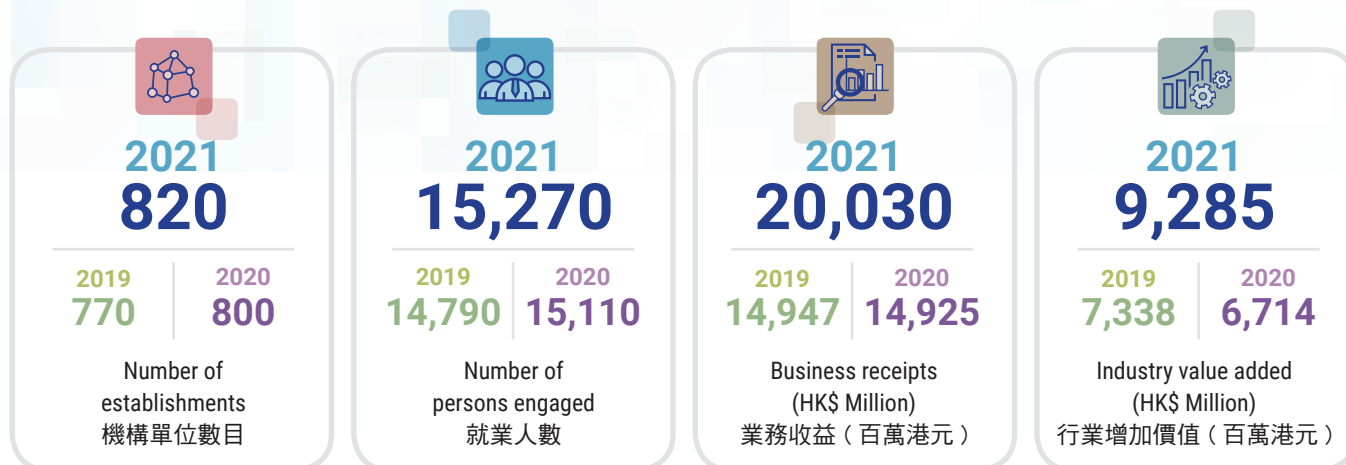 2021
820
2019
770
2020
800
Number of
establishments
機構單位數目
2021
15,270
2019
14,790
2020
15,110
Number of
persons engaged
就業人數
2021
20,030
2019
14,947
2020
14,925
Business receipts
(HK$ Million)
業務收益（百萬港元）
2021
9,285
2019
7,338
2020
6,714
Industry value added
(HK$ Million)
行業增加價值（百萬港元）